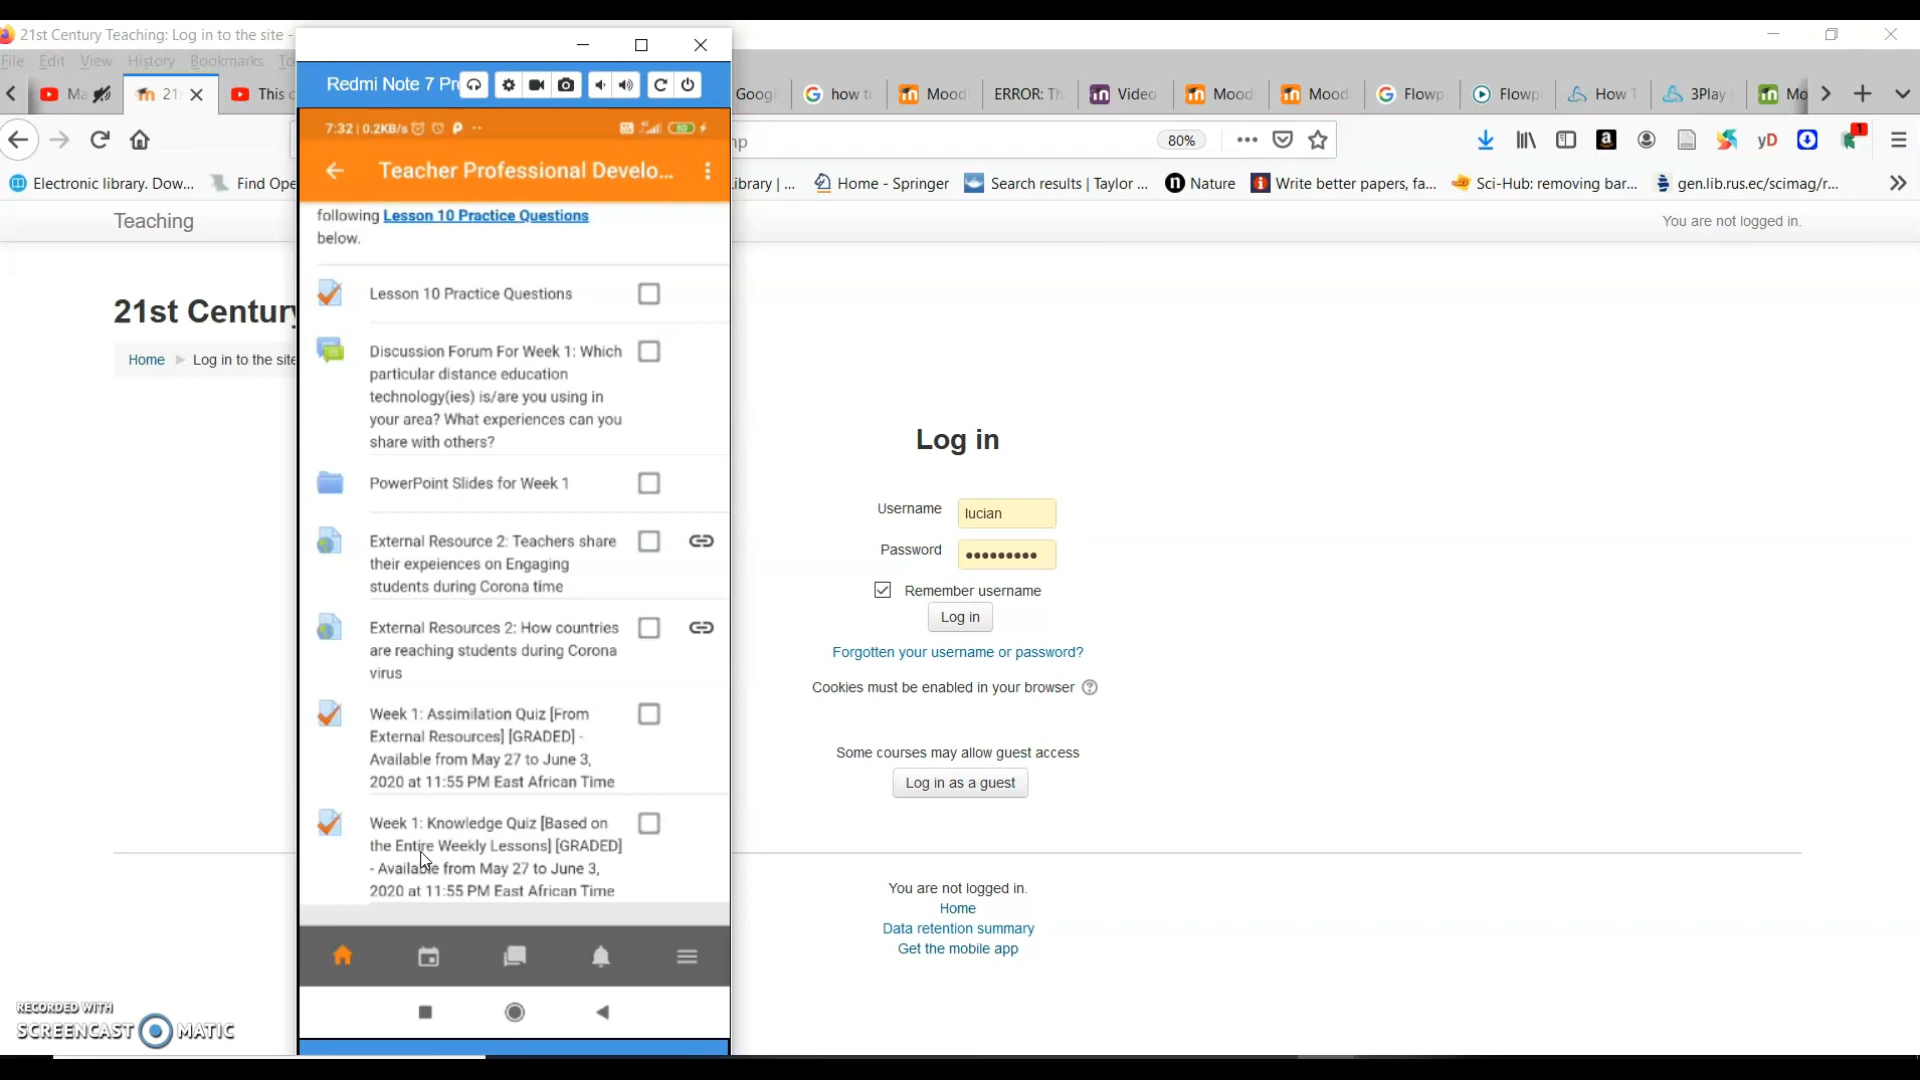 21st Century Teaching: Log in to the site -
File Edit View History Bookmarks To
Ma
21
This c
Goog
how t
Mood
ERROR: Th
Video
Mood
Mood
Flowp
Flowp
How T
3Play
Mo
mp
80%
1
Electronic library. Dow...
Find Ope
ibrary | ...
Home - Springer
Search results | Taylor ...
Nature
Write better papers, fa...
Sci-Hub: removing bar...
gen.lib.rus.ec/scimag/r...
Teaching
You are not logged in.
21st Century
Home
Log in to the site
Redmi Note 7 Pr
7:32 | 0.2KB/s
Teacher Professional Develo...
following Lesson 10 Practice Questions
below.
Lesson 10 Practice Questions
Discussion Forum For Week 1: Which
particular distance education
technology(ies) is/are you using in
your area? What experiences can you
share with others?
PowerPoint Slides for Week 1
External Resource 2: Teachers share
their expeiences on Engaging
students during Corona time
External Resources 2: How countries
are reaching students during Corona
virus
Week 1: Assimilation Quiz [From
External Resources] [GRADED] -
Available from May 27 to June 3,
2020 at 11:55 PM East African Time
Week 1: Knowledge Quiz [Based on
the Entire Weekly Lessons] [GRADED]
- Available from May 27 to June 3,
2020 at 11:55 PM East African Time
Log in
Username
lucian
Password
Remember username
Log in
Forgotten your username or password?
Cookies must be enabled in your browser
Some courses may allow guest access
Log in as a guest
You are not logged in.
Home
Data retention summary
Get the mobile app
RECORDED WITH
SCREENCAST MATIC